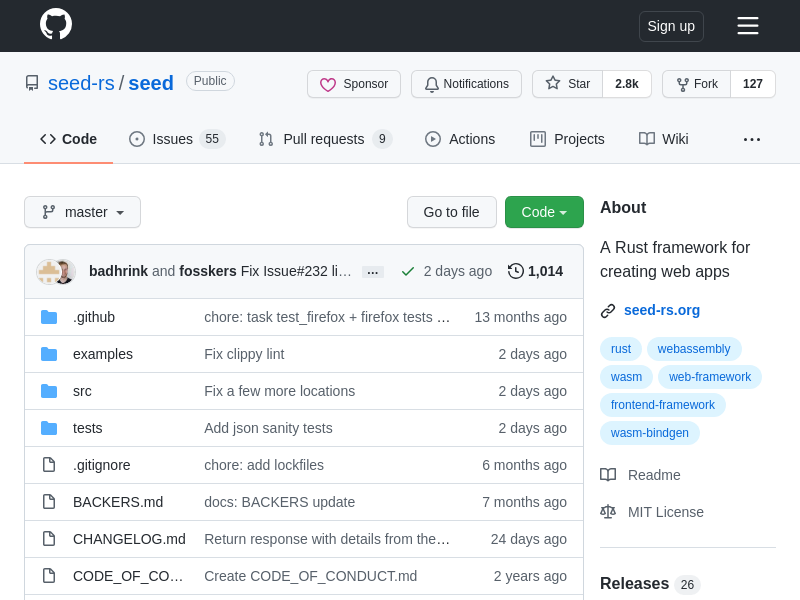 Sign up
seed-rs / seed Public
Sponsor Notifications Star 2.8k Fork 127
Code Issues 55 Pull requests 9 Actions Projects Wiki ...
master Go to file Code
badhrink and fosskers Fix Issue#232 li… ... 2 days ago 1,014
.github chore: task test_firefox + firefox tests … 13 months ago
examples Fix clippy lint 2 days ago
src Fix a few more locations 2 days ago
tests Add json sanity tests 2 days ago
.gitignore chore: add lockfiles 6 months ago
BACKERS.md docs: BACKERS update 7 months ago
CHANGELOG.md Return response with details from the… 24 days ago
CODE_OF_CO… Create CODE_OF_CONDUCT.md 2 years ago
About
A Rust framework for
creating web apps
seed-rs.org
rust webassembly
wasm web-framework
frontend-framework
wasm-bindgen
Readme
MIT License
Releases 26